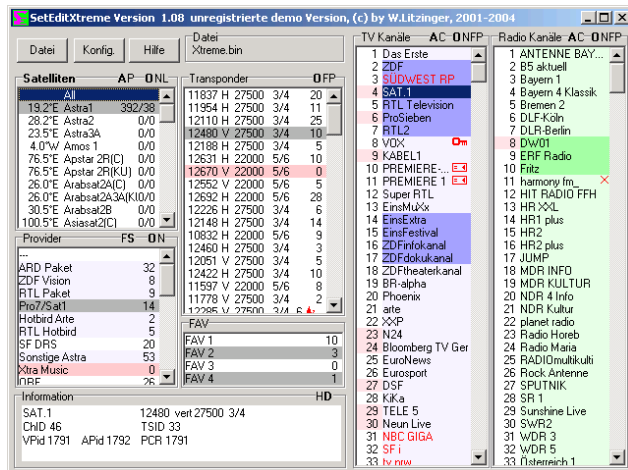 SetEditXtreme Version 1.08 unregistrierte demo Version, (c) by W.Litzinger, 2001-2004
Datei
Konfig.
Hilfe
Datei
Xtreme.bin
Satelliten AP ONL
All
19.2°E Astra1 392/38
28.2°E Astra2 0/0
23.5°E Astra3A 0/0
4.0°W Amos 1 0/0
76.5°E Apstar 2R(C) 0/0
76.5°E Apstar 2R(KU) 0/0
26.0°E Arabsat2A(C) 0/0
26.0°E Arabsat2A3A(KU0/0
30.5°E Arabsat2B 0/0
100.5°E Asiasat2(C) 0/0
Transponder OFP
11837 H 27500 3/4 20
11954 H 27500 3/4 11
12110 H 27500 3/4 25
12480 V 27500 3/4 10
12188 H 27500 3/4 5
12631 H 22000 5/6 10
12670 V 22000 5/6 0
12552 V 22000 5/6 5
12692 H 22000 5/6 28
12226 H 27500 3/4 6
12148 H 27500 3/4 14
10832 H 22000 5/6 9
12460 H 27500 3/4 3
12051 V 27500 3/4 5
12422 H 27500 3/4 10
11597 V 22000 5/6 8
11778 V 27500 3/4 2
12285 V 27500 3/4 6
Provider FS ON
---
ARD Paket 32
ZDF Vision 8
RTL Paket 9
Pro7/Sat1 14
Hotbird Arte 2
RTL Hotbird 5
SF DRS 20
Sonstige Astra 53
Xtra Music 0
ORF 26
FAV
FAV 1 10
FAV 2 3
FAV 3 0
FAV 4 1
Information HD
SAT.1 12480 vert 27500 3/4
ChID 46 TSID 33
VPid 1791 APid 1792 PCR 1791
TV Kanäle AC ONFP
1 Das Erste
2 ZDF
3 SÜDWEST RP
4 SAT.1
5 RTL Television
6 ProSieben
7 RTL2
8 VOX
9 KABEL1
10 PREMIERE-...
11 PREMIERE 1
12 Super RTL
13 EinsMuXx
14 EinsExtra
15 EinsFestival
16 ZDFinfokanal
17 ZDFdokukanal
18 ZDFtheaterkanal
19 BR-alpha
20 Phoenix
21 arte
22 XXP
23 N24
24 Bloomberg TV Ger
25 EuroNews
26 Eurosport
27 DSF
28 KiKa
29 TELE 5
30 Neun Live
31 NBC GIGA
32 SF i
33 tv nrw
Radio Kanäle AC ONFP
1 ANTENNE BAY...
2 B5 aktuell
3 Bayern 1
4 Bayern 4 Klassik
5 Bremen 2
6 DLF-Köln
7 DLR-Berlin
8 DW01
9 ERF Radio
10 Fritz
11 harmony fm_
12 HIT RADIO FFH
13 HR XXL
14 HR1 plus
15 HR2
16 HR2 plus
17 JUMP
18 MDR INFO
19 MDR KULTUR
20 NDR 4 Info
21 NDR Kultur
22 planet radio
23 Radio Horeb
24 Radio Maria
25 RADIOmultikulti
26 Rock Antenne
27 SPUTNIK
28 SR 1
29 Sunshine Live
30 SWR2
31 WDR 3
32 WDR 5
33 Österreich 1